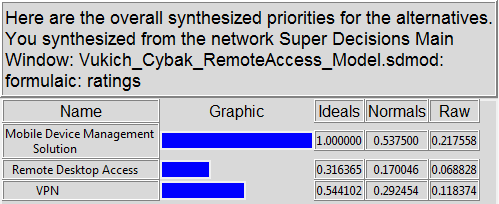 Here are the overall synthesized priorities for the alternatives.
You synthesized from the network Super Decisions Main
Window: Vukich_Cybak_RemoteAccess_Model.sdmod:
formulaic: ratings
Name Graphic Ideals Normals Raw
Mobile Device Management
Solution 1.000000 0.537500 0.217558
Remote Desktop Access 0.316365 0.170046 0.068828
VPN 0.544102 0.292454 0.118374